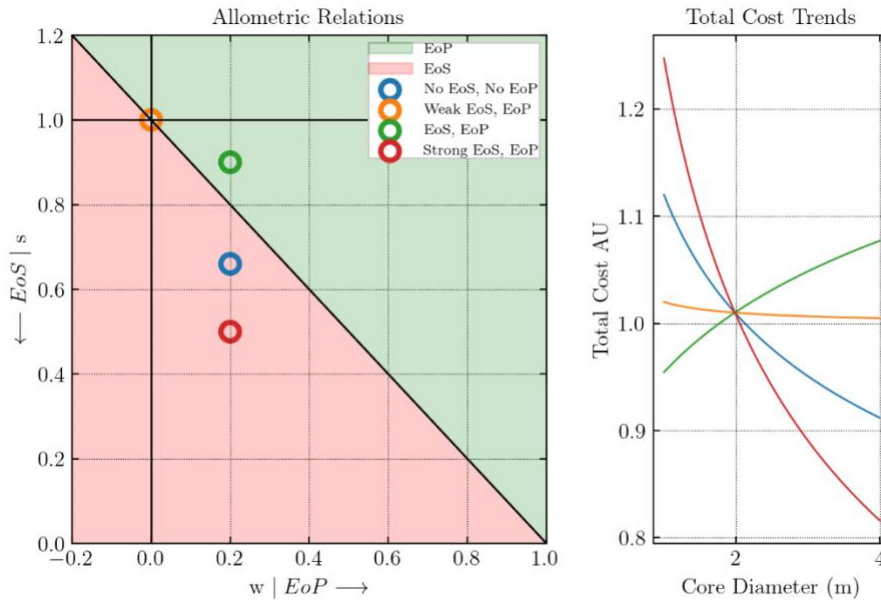 Allometric Relations
1.2
1.0
0.8
0.6
0.4
0.2
0.0
⟵ EoS | s
−0.2
0.0
0.2
0.4
0.6
0.8
1.0
w | EoP ⟶
EoP
EoS
No EoS, No EoP
Weak EoS, EoP
EoS, EoP
Strong EoS, EoP
Total Cost Trends
1.2
1.1
1.0
0.9
0.8
Total Cost AU
2
4
Core Diameter (m)